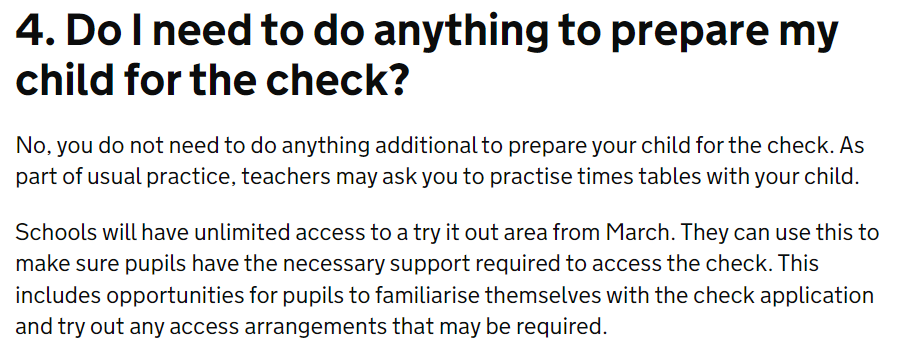 4. Do I need to do anything to prepare my
child for the check?
No, you do not need to do anything additional to prepare your child for the check. As
part of usual practice, teachers may ask you to practise times tables with your child.
Schools will have unlimited access to a try it out area from March. They can use this to
make sure pupils have the necessary support required to access the check. This
includes opportunities for pupils to familiarise themselves with the check application
and try out any access arrangements that may be required.